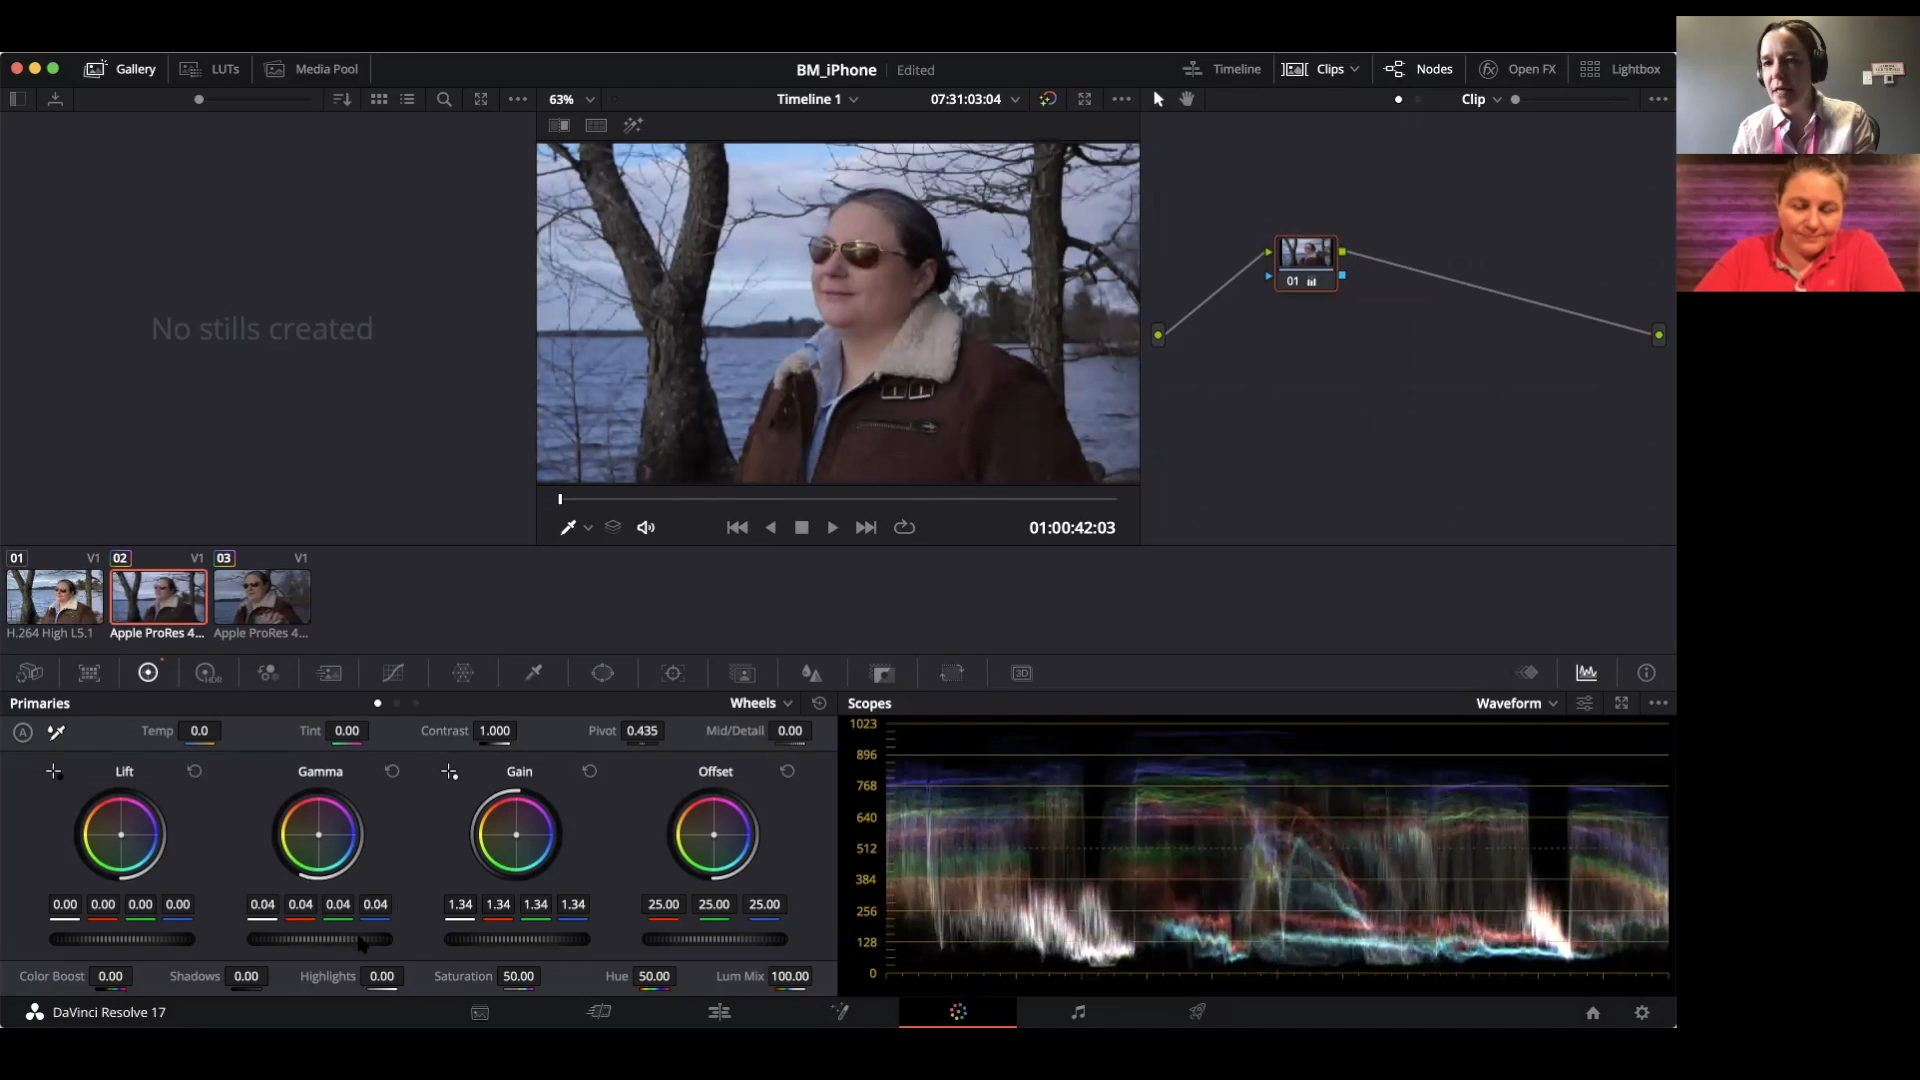 Gallery LUTs Media Pool BM_iPhone Edited Timeline Clips Nodes Open FX Lightbox
63% Timeline 1 07:31:03:04 Clip
No stills created
01
01:00:42:03
01 V1 02 V1 03 V1
H.264 High L5.1 Apple ProRes 4... Apple ProRes 4...
HDR 3D
Primaries Wheels Scopes Waveform
A Temp 0.0 Tint 0.00 Contrast 1.000 Pivot 0.435 Mid/Detail 0.00
Lift Gamma Gain Offset
0.00 0.00 0.00 0.00 0.04 0.04 0.04 0.04 1.34 1.34 1.34 1.34 25.00 25.00 25.00
Color Boost 0.00 Shadows 0.00 Highlights 0.00 Saturation 50.00 Hue 50.00 Lum Mix 100.00
1023
896
768
640
512
384
256
128
0
DaVinci Resolve 17